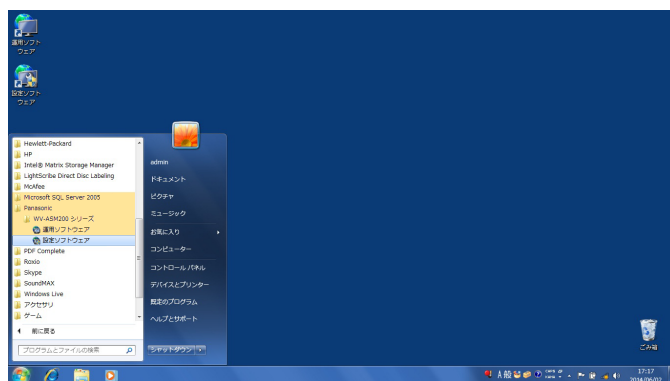 運用ソフト
ウェア
設定ソフト
ウェア
Hewlett-Packard
HP
Intel® Matrix Storage Manager
LightScribe Direct Disc Labeling
McAfee
Microsoft SQL Server 2005
Panasonic
WV-ASM200 シリーズ
運用ソフトウェア
設定ソフトウェア
PDF Complete
Roxio
Skype
SoundMAX
Windows Live
アクセサリ
ゲーム
前に戻る
プログラムとファイルの検索
admin
ドキュメント
ピクチャ
ミュージック
お気に入り
コンピューター
コントロール パネル
デバイスとプリンター
既定のプログラム
ヘルプとサポート
シャットダウン
ごみ箱
A 般
CAPS
KANA
17:17
2014/06/02